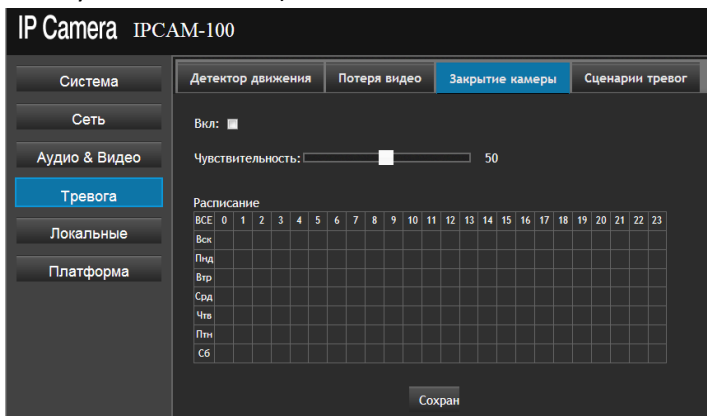 IP Camera IPCAM-100
Система
Сеть
Аудио & Видео
Тревога
Локальные
Платформа
Детектор движения Потеря видео Закрытие камеры Сценарии тревог
Вкл:
Чувствительность: 50
Расписание
ВСЕ 0 1 2 3 4 5 6 7 8 9 10 11 12 13 14 15 16 17 18 19 20 21 22 23
Вск
Пнд
Втр
Срд
Чтв
Птн
Сб
Сохран